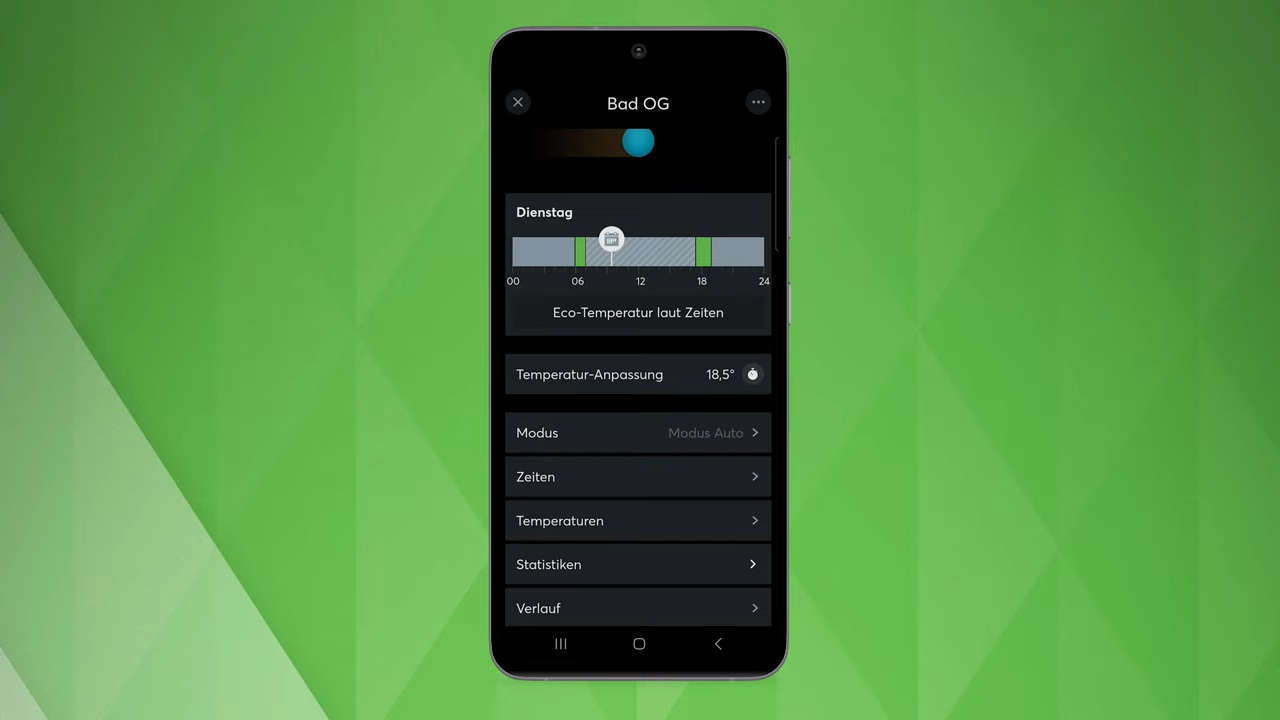 Bad OG
Dienstag
00 06 12 18 24
Eco-Temperatur laut Zeiten
Temperatur-Anpassung 18,5°
Modus Modus Auto
Zeiten
Temperaturen
Statistiken
Verlauf